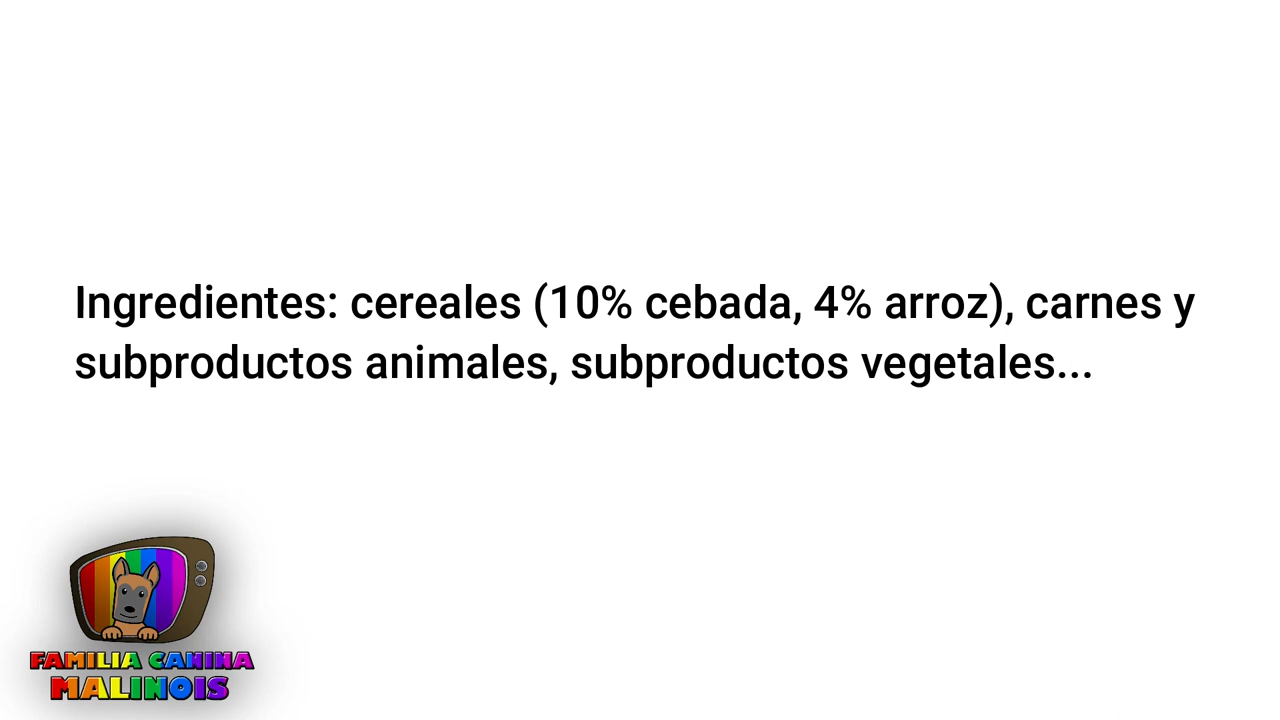 Ingredientes: cereales (10% cebada, 4% arroz), carnes y
subproductos animales, subproductos vegetales...
FAMILIA CANINA
MALINOIS